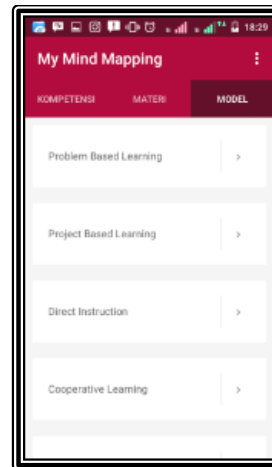 18:29
My Mind Mapping
KOMPETENSI MATERI MODEL
Problem Based Learning
Project Based Learning
Direct Instruction
Cooperative Learning